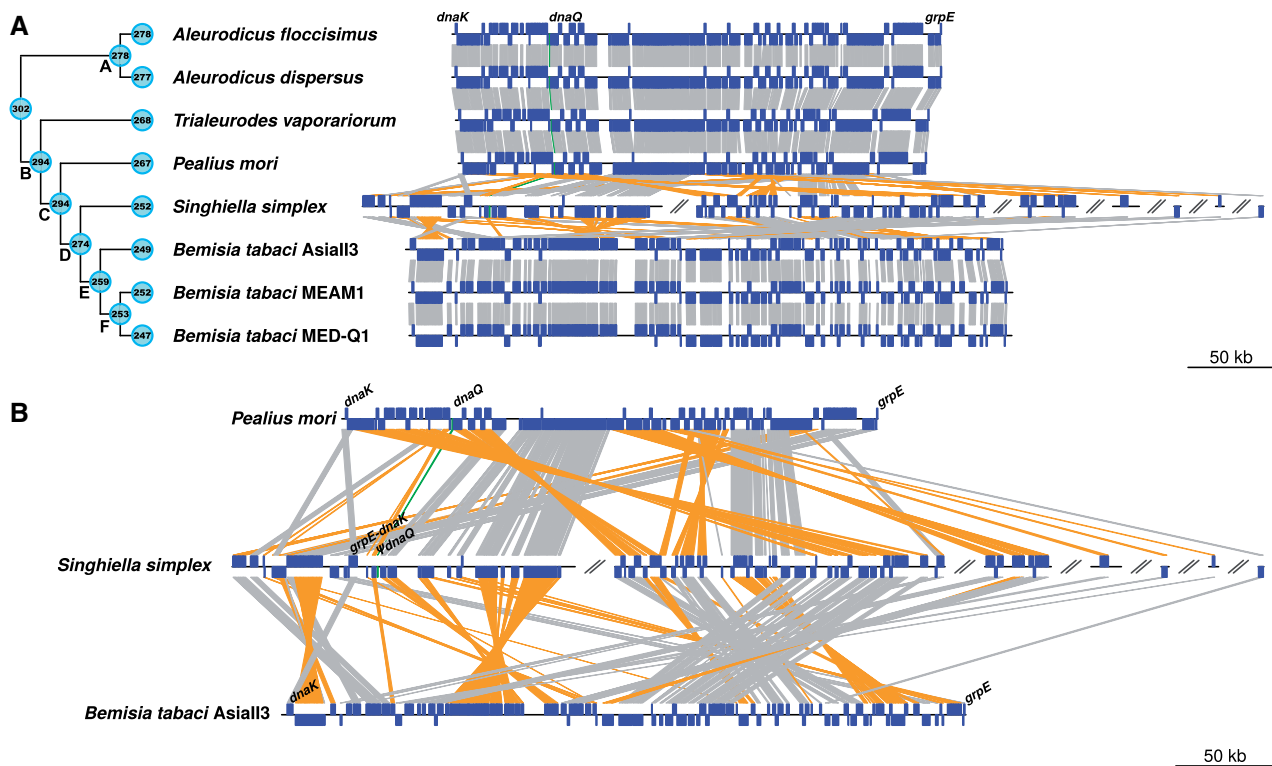 A
dnaK
dnaQ
grpE
278
Aleurodicus floccisimus
278
A
277
Aleurodicus dispersus
302
268
Trialeurodes vaporariorum
294
B
267
Pealius mori
294
C
252
Singhiella simplex
274
D
249
Bemisia tabaci AsiaII3
259
E
252
Bemisia tabaci MEAM1
253
F
247
Bemisia tabaci MED-Q1
50 kb
B
dnaK
dnaQ
grpE
Pealius mori
grpE-dnaK
ΨdnaQ
Singhiella simplex
dnaK
grpE
Bemisia tabaci AsiaII3
50 kb